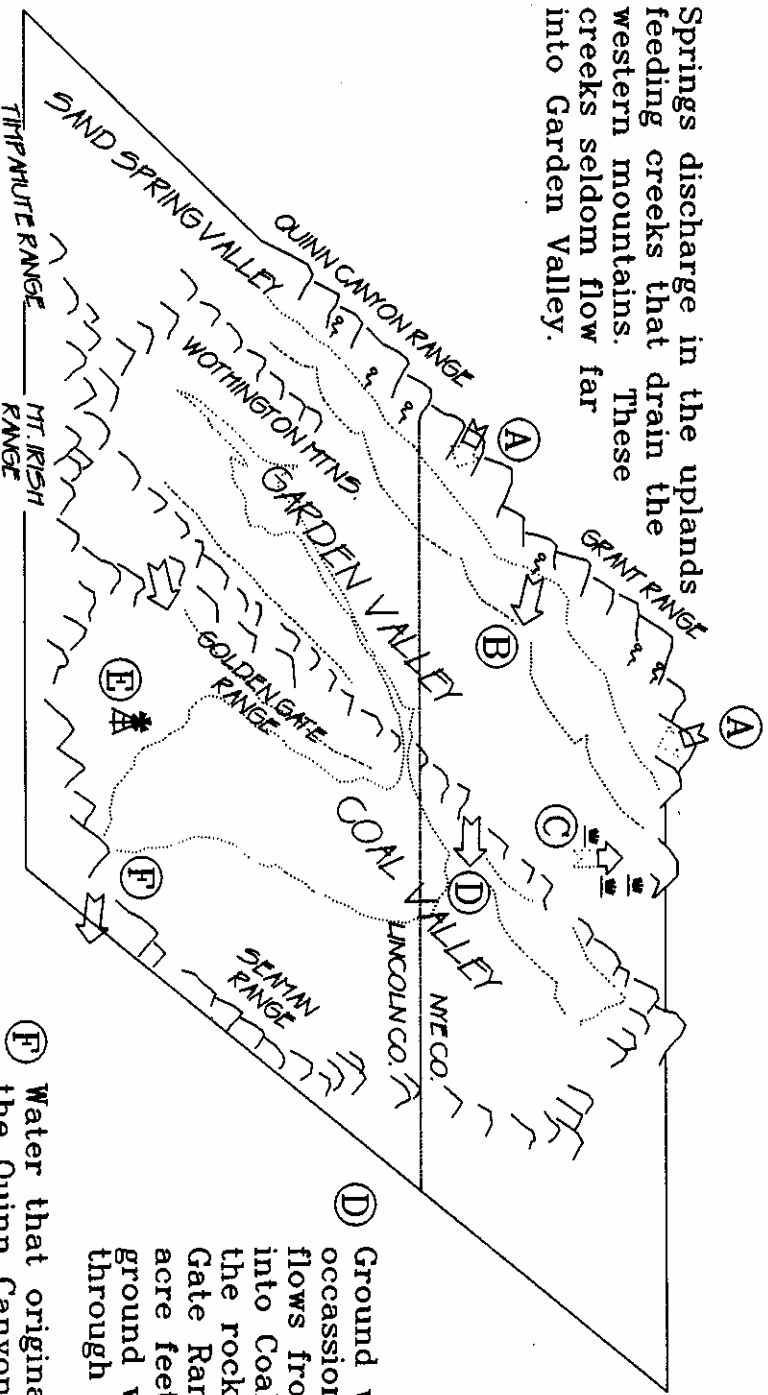 Springs discharge in the uplands
feeding creeks that drain the
western mountains. These
creeks seldom flow far
into Garden Valley.
SAND SPRING VALLEY
QUINN CANYON RANGE
A
GRANT RANGE
A
TIMPAHUTE RANGE
WOTHINGTON MTNS.
GARDEN VALLEY
B
C
MT. IRISH
RANGE
GOLDEN GATE
RANGE
E
COAL VALLEY
D
F
LINCOLN CO.
NYE CO.
SEAMAN
RANGE
D Ground
occassion
flows fro
into Coa
the rock
Gate Ran
acre feet
ground
through
F Water that origina
the Quinn Canyon